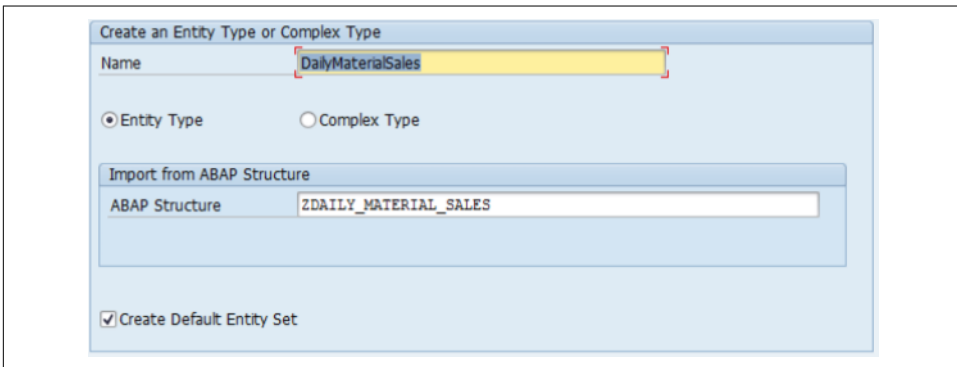 Create an Entity Type or Complex Type
Name DailyMaterialSales
Entity Type Complex Type
Import from ABAP Structure
ABAP Structure ZDAILY_MATERIAL_SALES
Create Default Entity Set